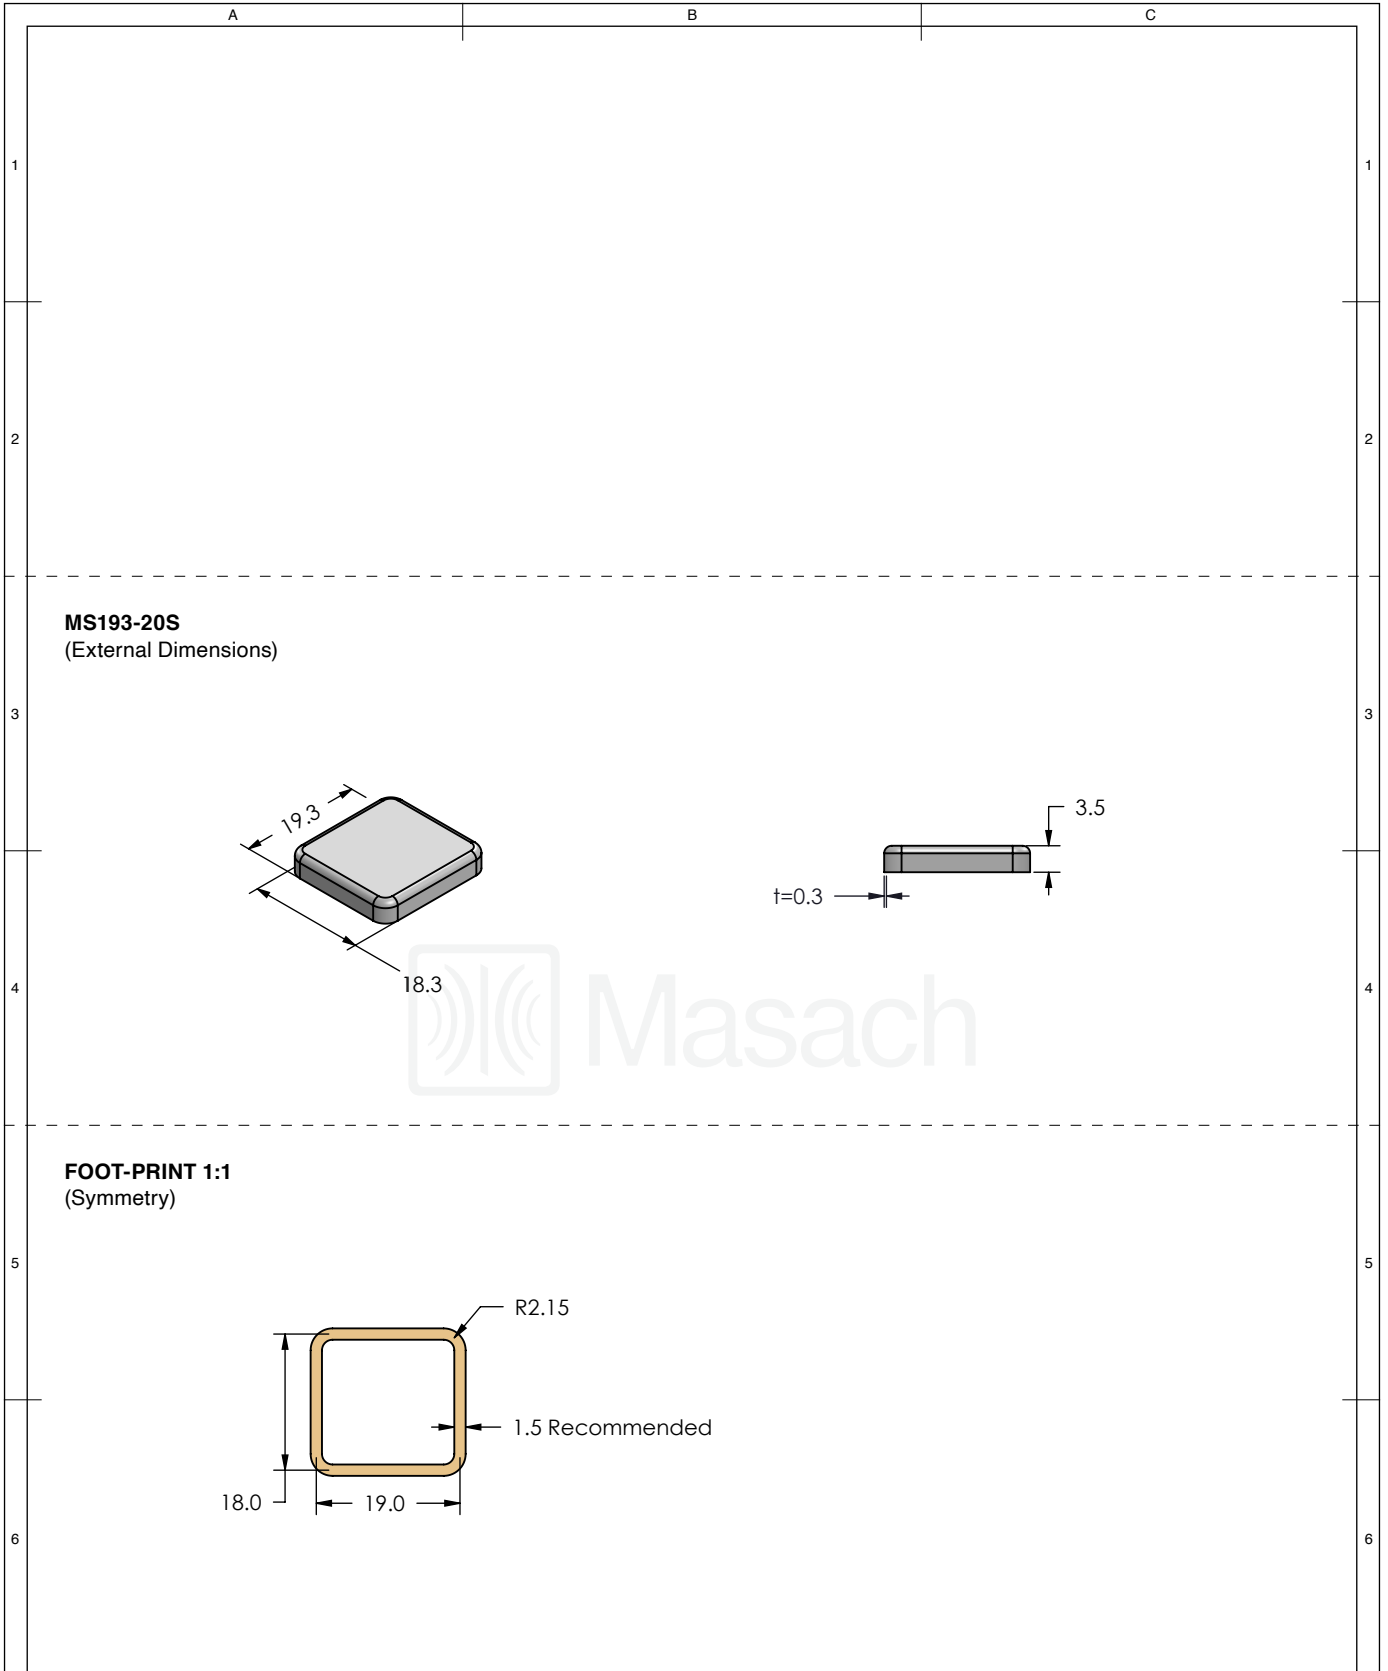 A B C
1 1
2 2
MS193-20S
(External Dimensions)
3 3
19.3
3.5
t=0.3
18.3
4 4
Masach
FOOT-PRINT 1:1
(Symmetry)
5 5
R2.15
1.5 Recommended
18.0
19.0
6 6